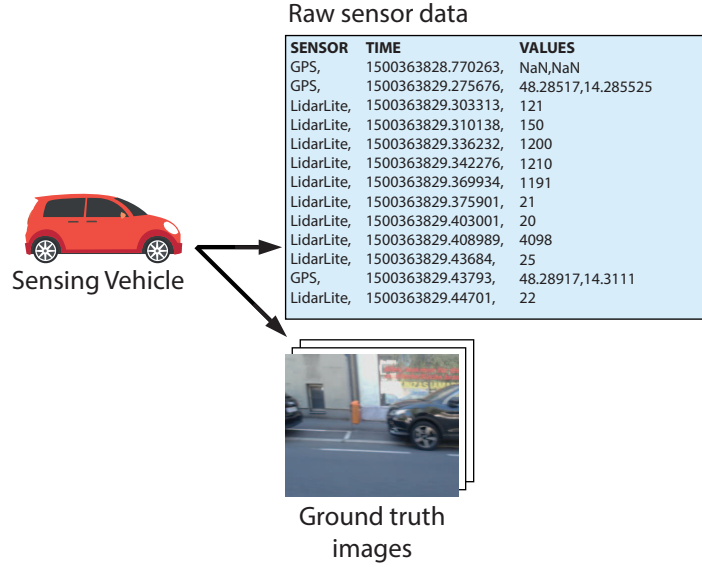 Raw sensor data
SENSOR TIME VALUES
GPS, 1500363828.770263, NaN,NaN
GPS, 1500363829.275676, 48.28517,14.285525
LidarLite, 1500363829.303313, 121
LidarLite, 1500363829.310138, 150
LidarLite, 1500363829.336232, 1200
LidarLite, 1500363829.342276, 1210
LidarLite, 1500363829.369934, 1191
LidarLite, 1500363829.375901, 21
LidarLite, 1500363829.403001, 20
LidarLite, 1500363829.408989, 4098
LidarLite, 1500363829.43684, 25
GPS, 1500363829.43793, 48.28917,14.3111
LidarLite, 1500363829.44701, 22
Sensing Vehicle
Ground truth
images